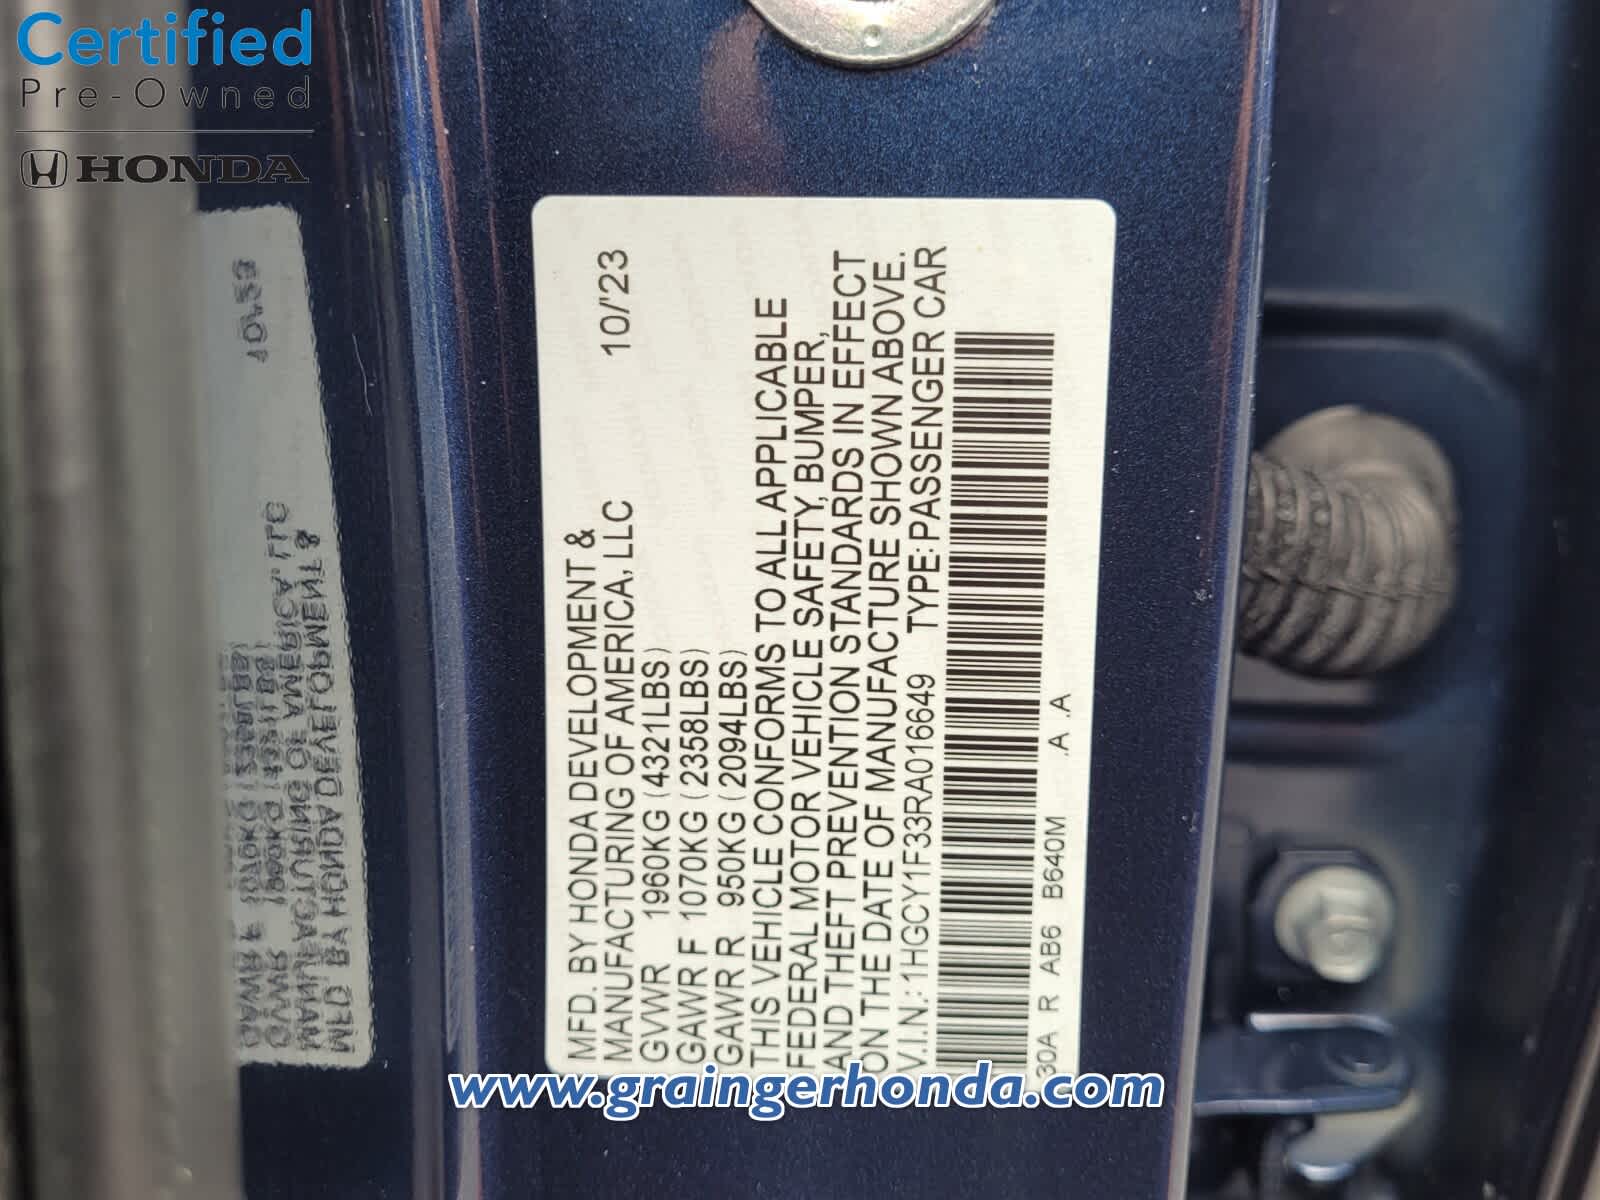 Certified
Pre-Owned
HONDA
MFD. BY HONDA DEVELOPMENT &
MANUFACTURING OF AMERICA, LLC 10/'23
GVWR 1960KG (4321LBS)
GAWR F 1070KG (2358LBS)
GAWR R 950KG (2094LBS)
THIS VEHICLE CONFORMS TO ALL APPLICABLE
FEDERAL MOTOR VEHICLE SAFETY, BUMPER,
AND THEFT PREVENTION STANDARDS IN EFFECT
ON THE DATE OF MANUFACTURE SHOWN ABOVE.
V.I.N.: 1HGCY1F33RA016649 TYPE: PASSENGER CAR
30A R AB6 B640M .A .A
www.graingerhonda.com